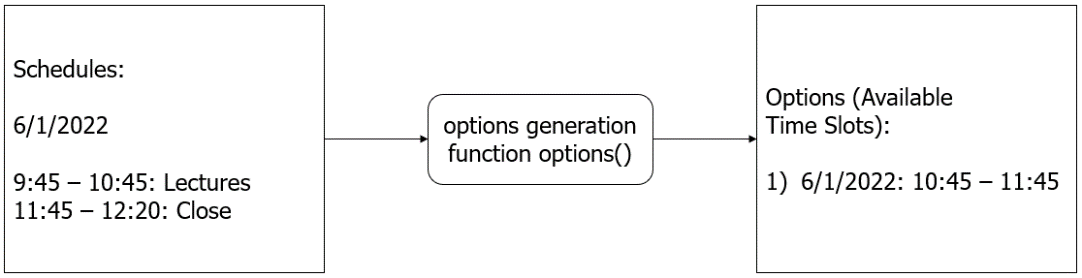 Schedules:
6/1/2022
9:45 – 10:45: Lectures
11:45 – 12:20: Close
options generation
function options()
Options (Available
Time Slots):
1) 6/1/2022: 10:45 – 11:45